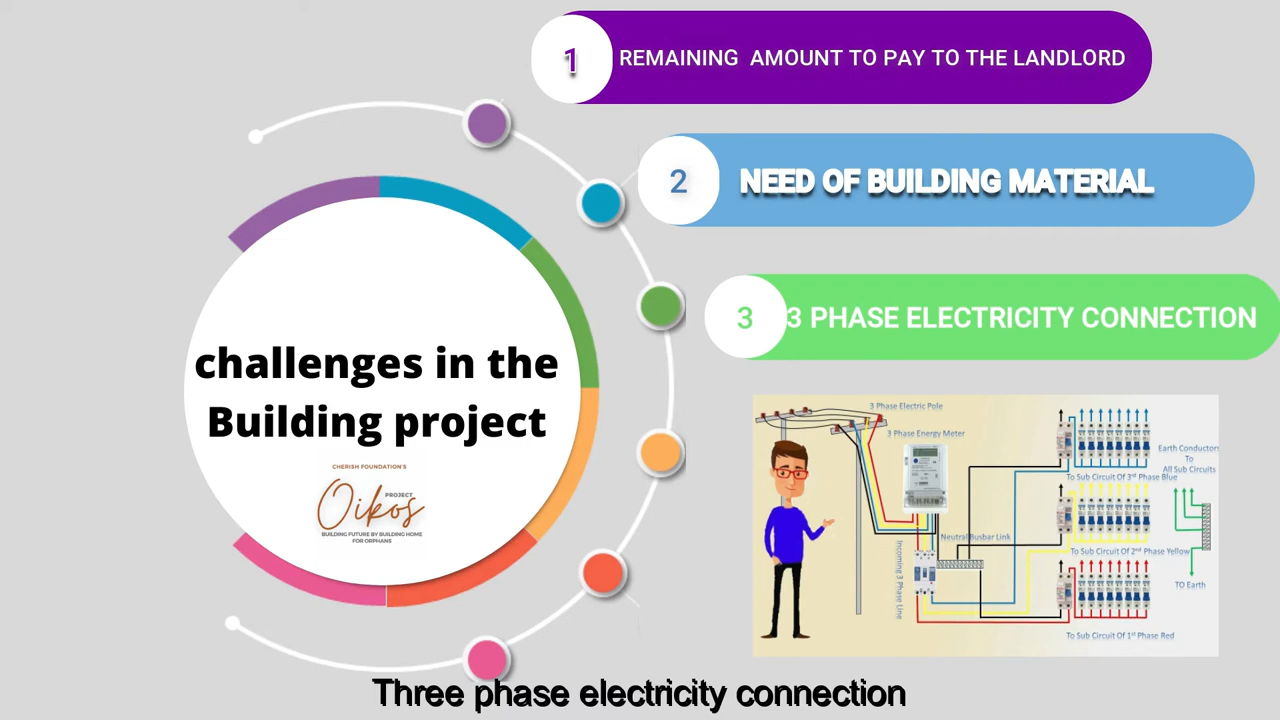 1
REMAINING AMOUNT TO PAY TO THE LANDLORD
2
NEED OF BUILDING MATERIAL
3
3 PHASE ELECTRICITY CONNECTION
challenges in the
Building project
CHERISH FOUNDATION'S
Oikos
PROJECT
BUILDING FUTURE BY BUILDING HOME
FOR ORPHANS
3 Phase Electric Pole
3 Phase Energy Meter
Earth Conductors
To
All Sub Circuits
To Sub Circuit Of 3rd Phase Blue
Neutral Busbar Link
Incoming 3 Phase Line
To Sub Circuit Of 2nd Phase Yellow
TO Earth
To Sub Circuit Of 1st Phase Red
Three phase electricity connection